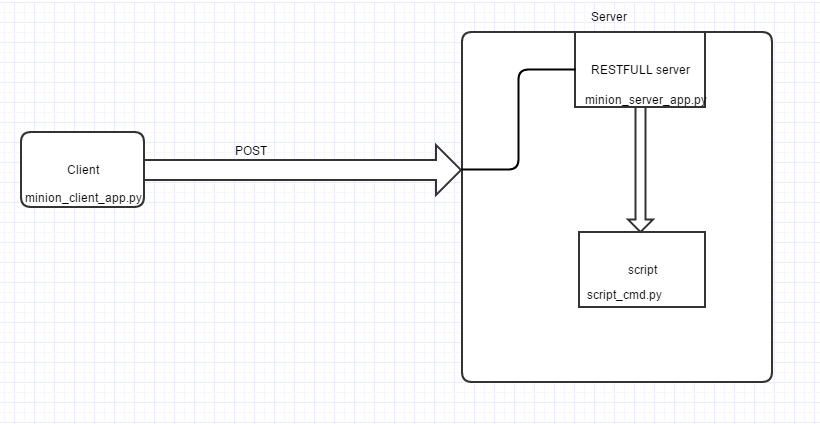 Server
RESTFULL server
minion_server_app.py
POST
Client
minion_client_app.py
script
script_cmd.py